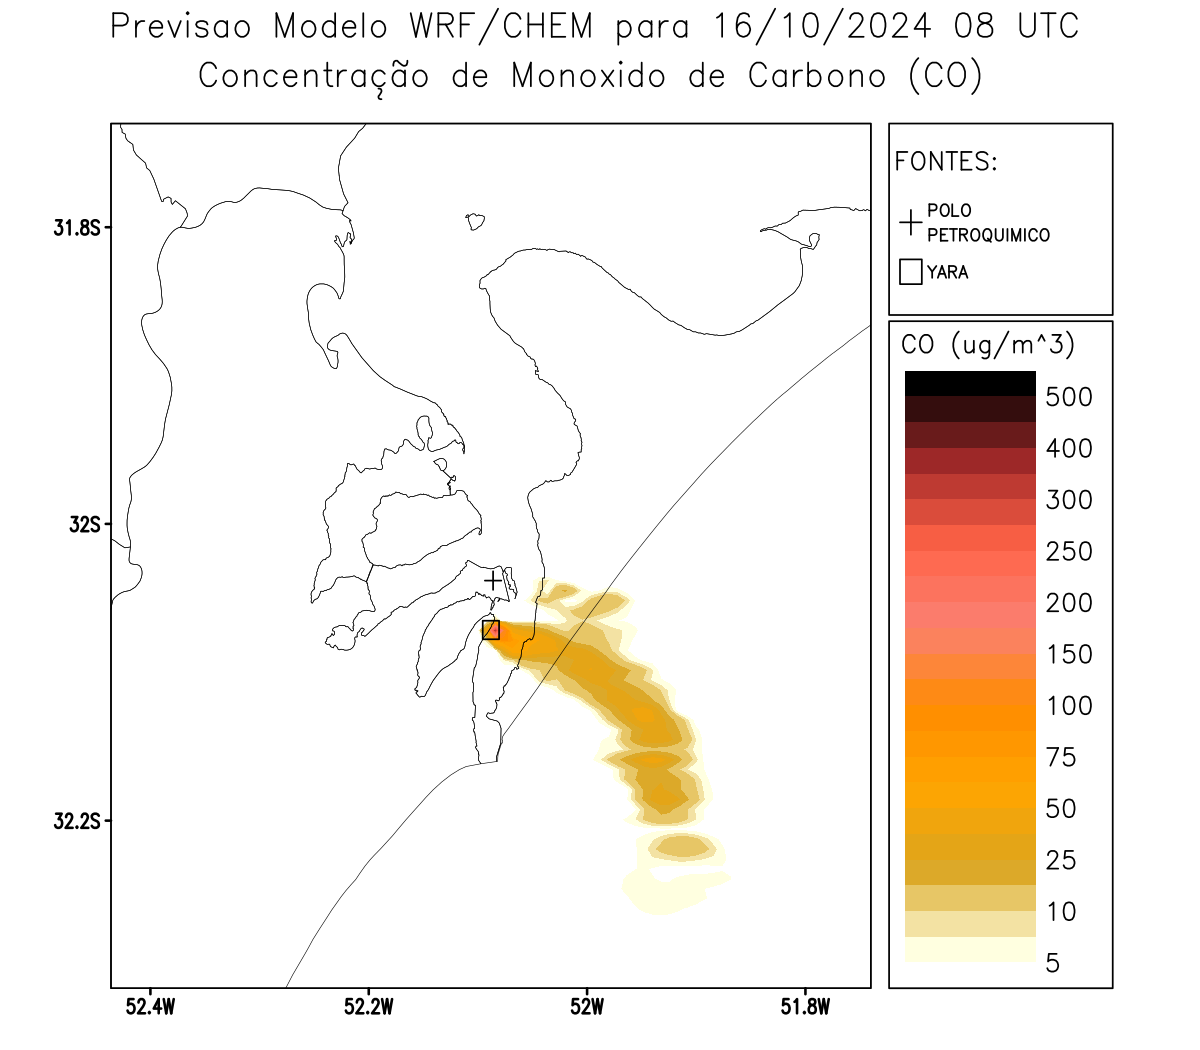 Previsao Modelo WRF/CHEM para 16/10/2024 08 UTC
Concentração de Monoxido de Carbono (CO)
FONTES:
POLO
PETROQUIMICO
YARA
CO (ug/m^3)
500
400
300
250
200
150
100
75
50
25
10
5
31.8S
32S
32.2S
52.4W
52.2W
52W
51.8W